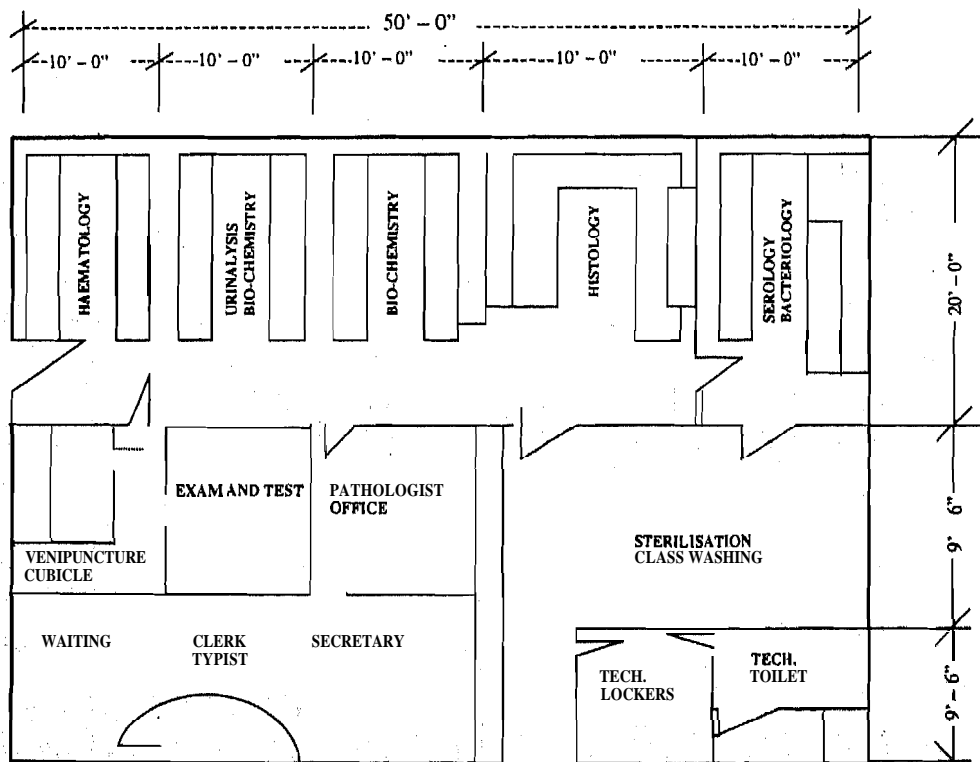 50' – 0"
10' – 0"
10' – 0"
10' – 0"
10' – 0"
10' – 0"
HAEMATOLOGY
URINALYSIS
BIO-CHEMISTRY
BIO-CHEMISTRY
HISTOLOGY
SEROLOGY
BACTERIOLOGY
20' – 0"
EXAM AND TEST
PATHOLOGIST
OFFICE
VENIPUNCTURE
CUBICLE
STERILISATION
CLASS WASHING
9' 6"
WAITING
CLERK
TYPIST
SECRETARY
TECH.
LOCKERS
TECH.
TOILET
9' – 6"